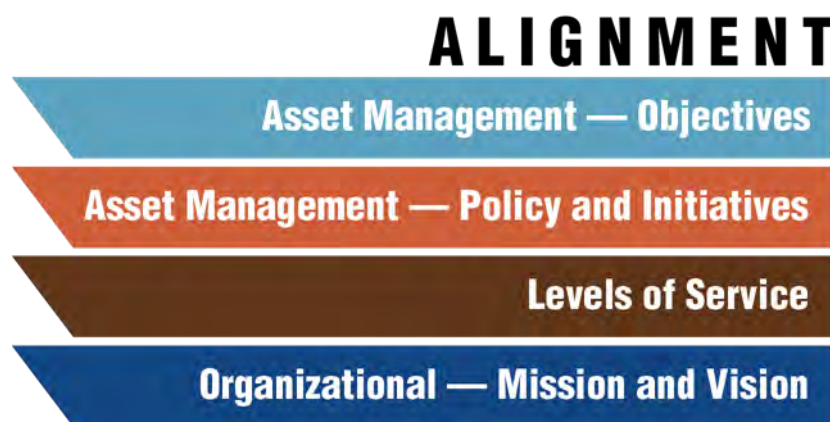 ALIGNMENT
Asset Management — Objectives
Asset Management — Policy and Initiatives
Levels of Service
Organizational — Mission and Vision